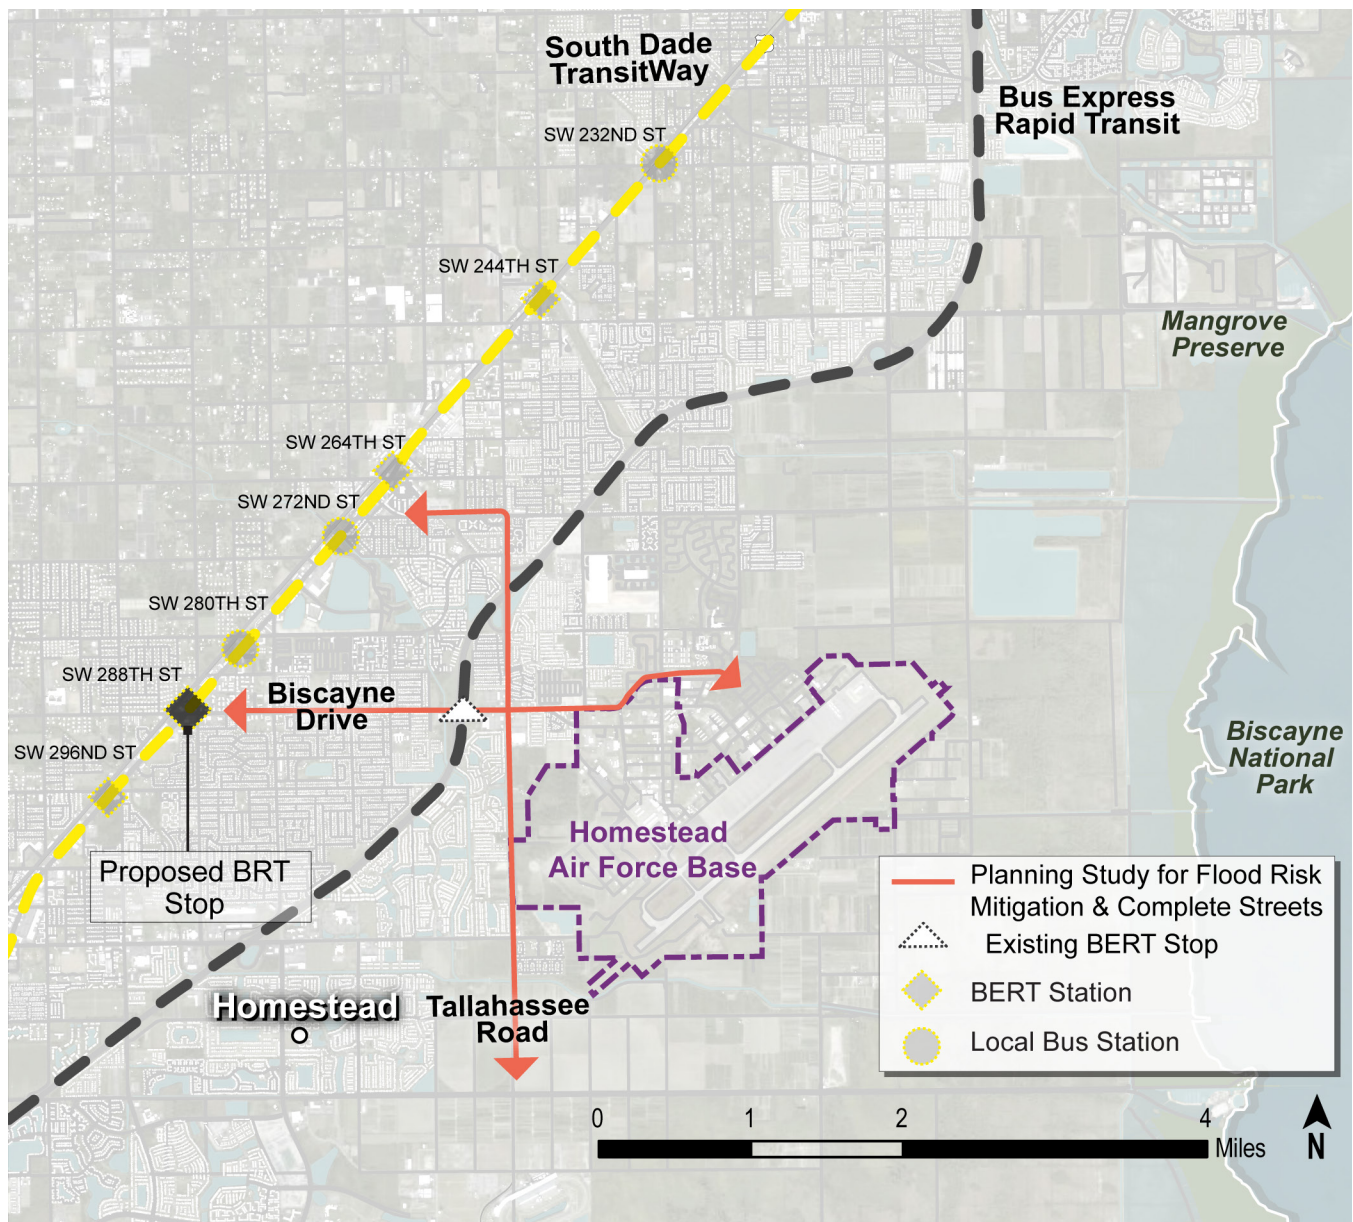 South Dade
TransitWay
Bus Express
Rapid Transit
SW 232ND ST
SW 244TH ST
Mangrove
Preserve
SW 264TH ST
SW 272ND ST
SW 280TH ST
SW 288TH ST
Biscayne
Drive
SW 296ND ST
Biscayne
National
Park
Homestead
Air Force Base
Proposed BRT
Stop
Planning Study for Flood Risk
Mitigation & Complete Streets
Existing BERT Stop
BERT Station
Local Bus Station
Homestead
Tallahassee
Road
0 1 2 4
Miles
N